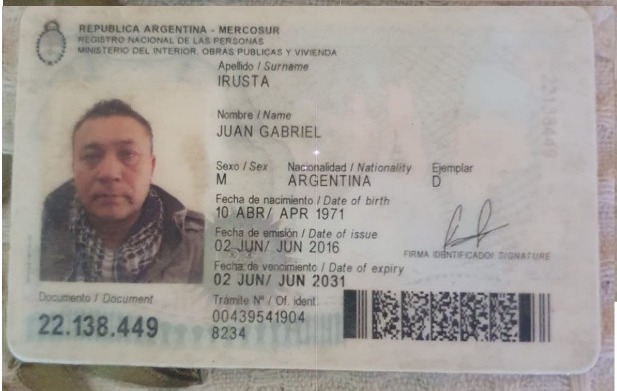 REPUBLICA ARGENTINA - MERCOSUR
REGISTRO NACIONAL DE LAS PERSONAS
MINISTERIO DEL INTERIOR, OBRAS PUBLICAS Y VIVIENDA
Apellido / Surname
IRUSTA
Nombre / Name
JUAN GABRIEL
Sexo / Sex Nacionalidad / Nationality Ejemplar
M ARGENTINA D
Fecha de nacimiento / Date of birth
10 ABR/ APR 1971
Fecha de emisión / Date of issue
02 JUN/ JUN 2016
FIRMA IDENTIFICADO/ SIGNATURE
Fecha de vencimiento / Date of expiry
02 JUN/ JUN 2031
Documento / Document
22.138.449
Trámite Nº / Of. ident.
00439541904
8234
22138449